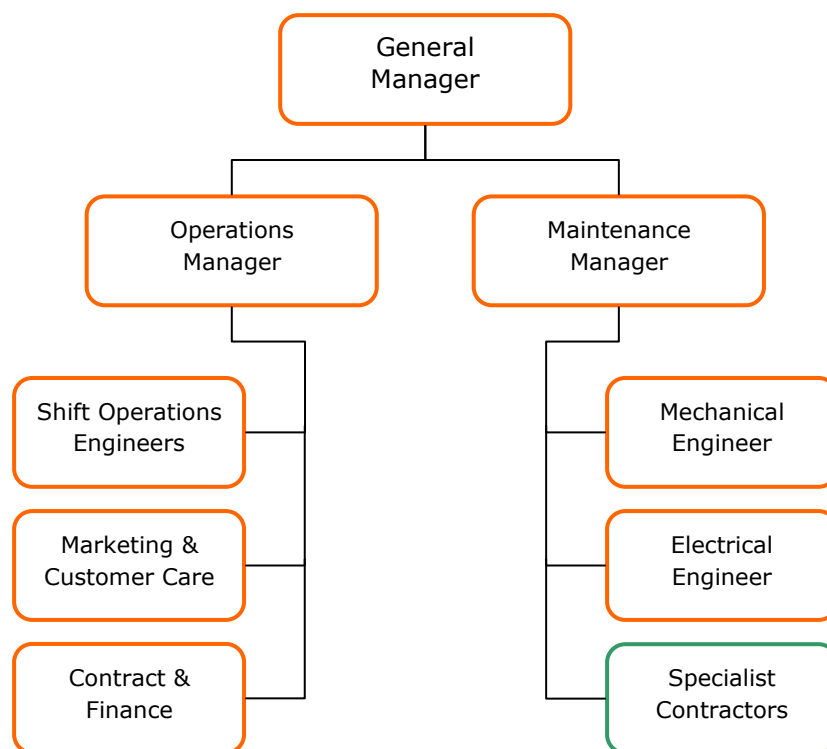 General
Manager
Operations
Manager
Maintenance
Manager
Shift Operations
Engineers
Mechanical
Engineer
Marketing &
Customer Care
Electrical
Engineer
Contract &
Finance
Specialist
Contractors